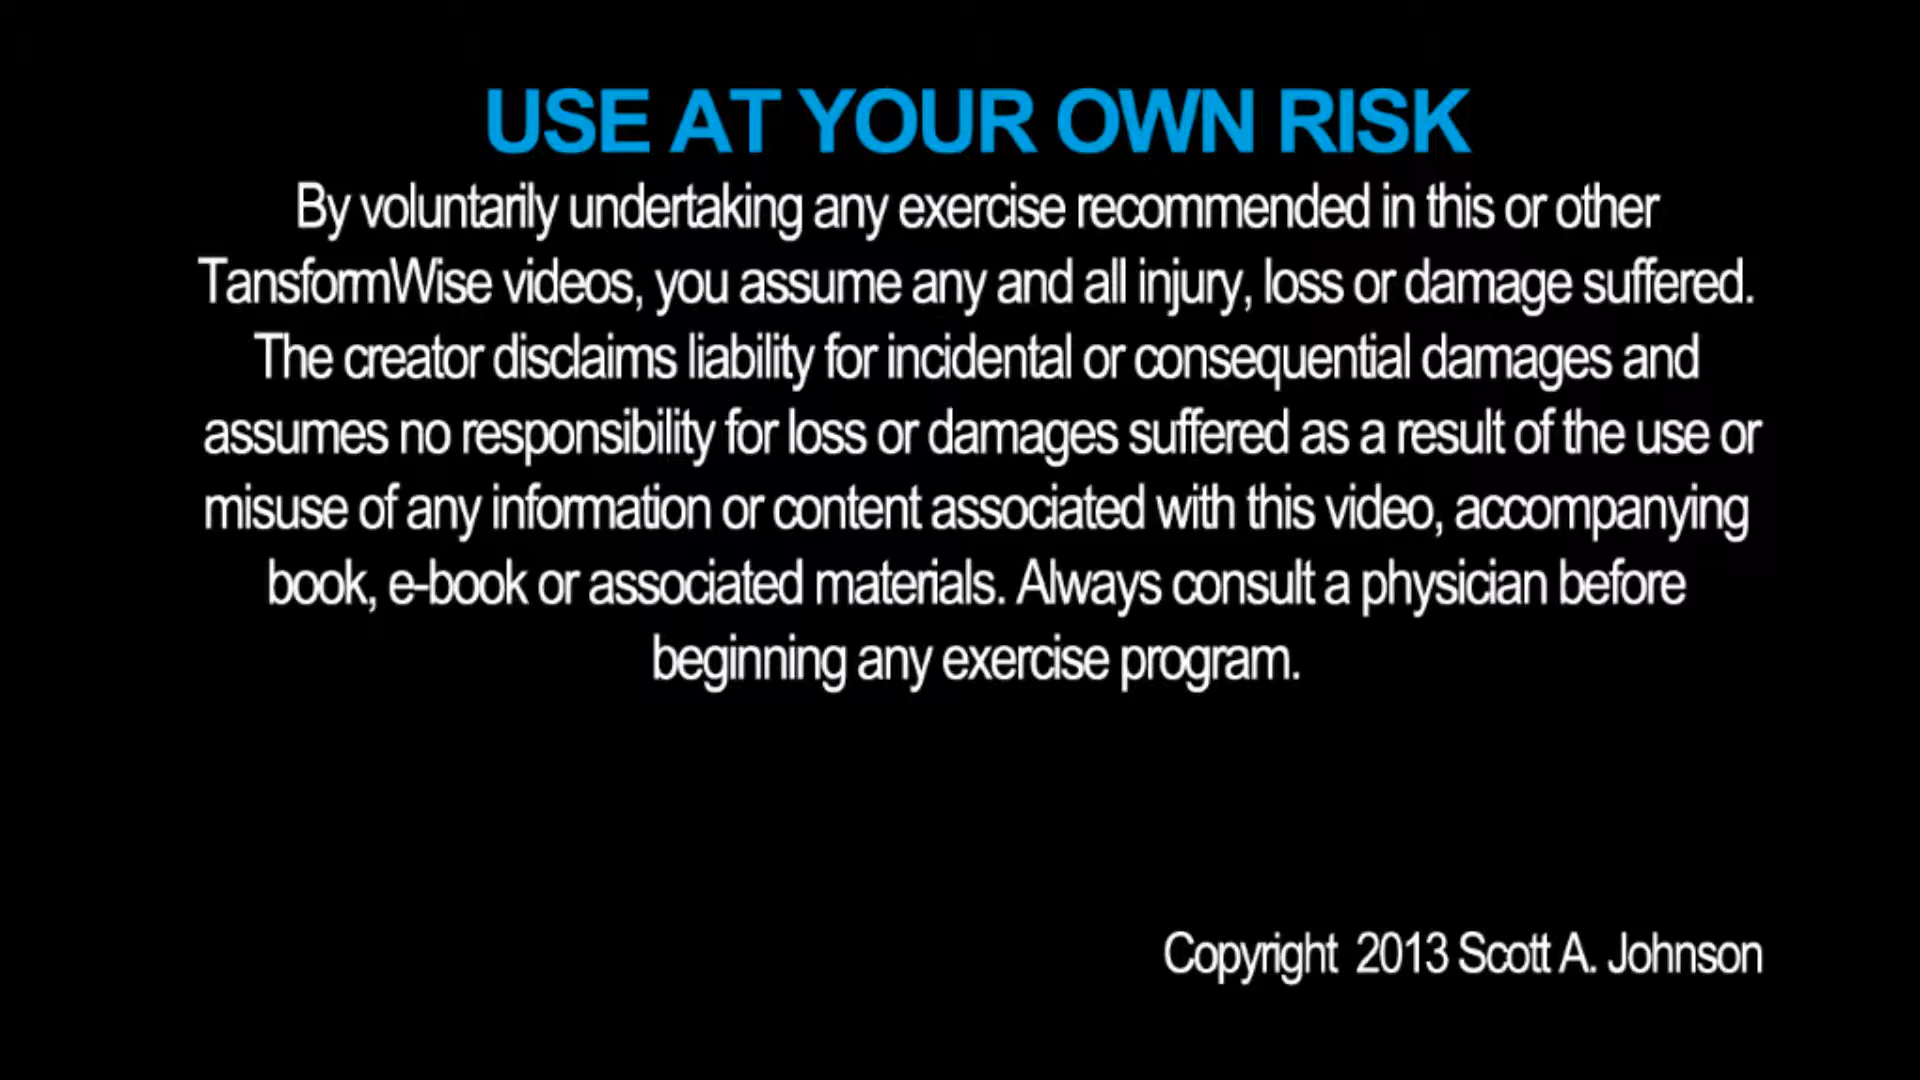 USE AT YOUR OWN RISK
By voluntarily undertaking any exercise recommended in this or other
TansformWise videos, you assume any and all injury, loss or damage suffered.
The creator disclaims liability for incidental or consequential damages and
assumes no responsibility for loss or damages suffered as a result of the use or
misuse of any information or content associated with this video, accompanying
book, e-book or associated materials. Always consult a physician before
beginning any exercise program.
Copyright 2013 Scott A. Johnson